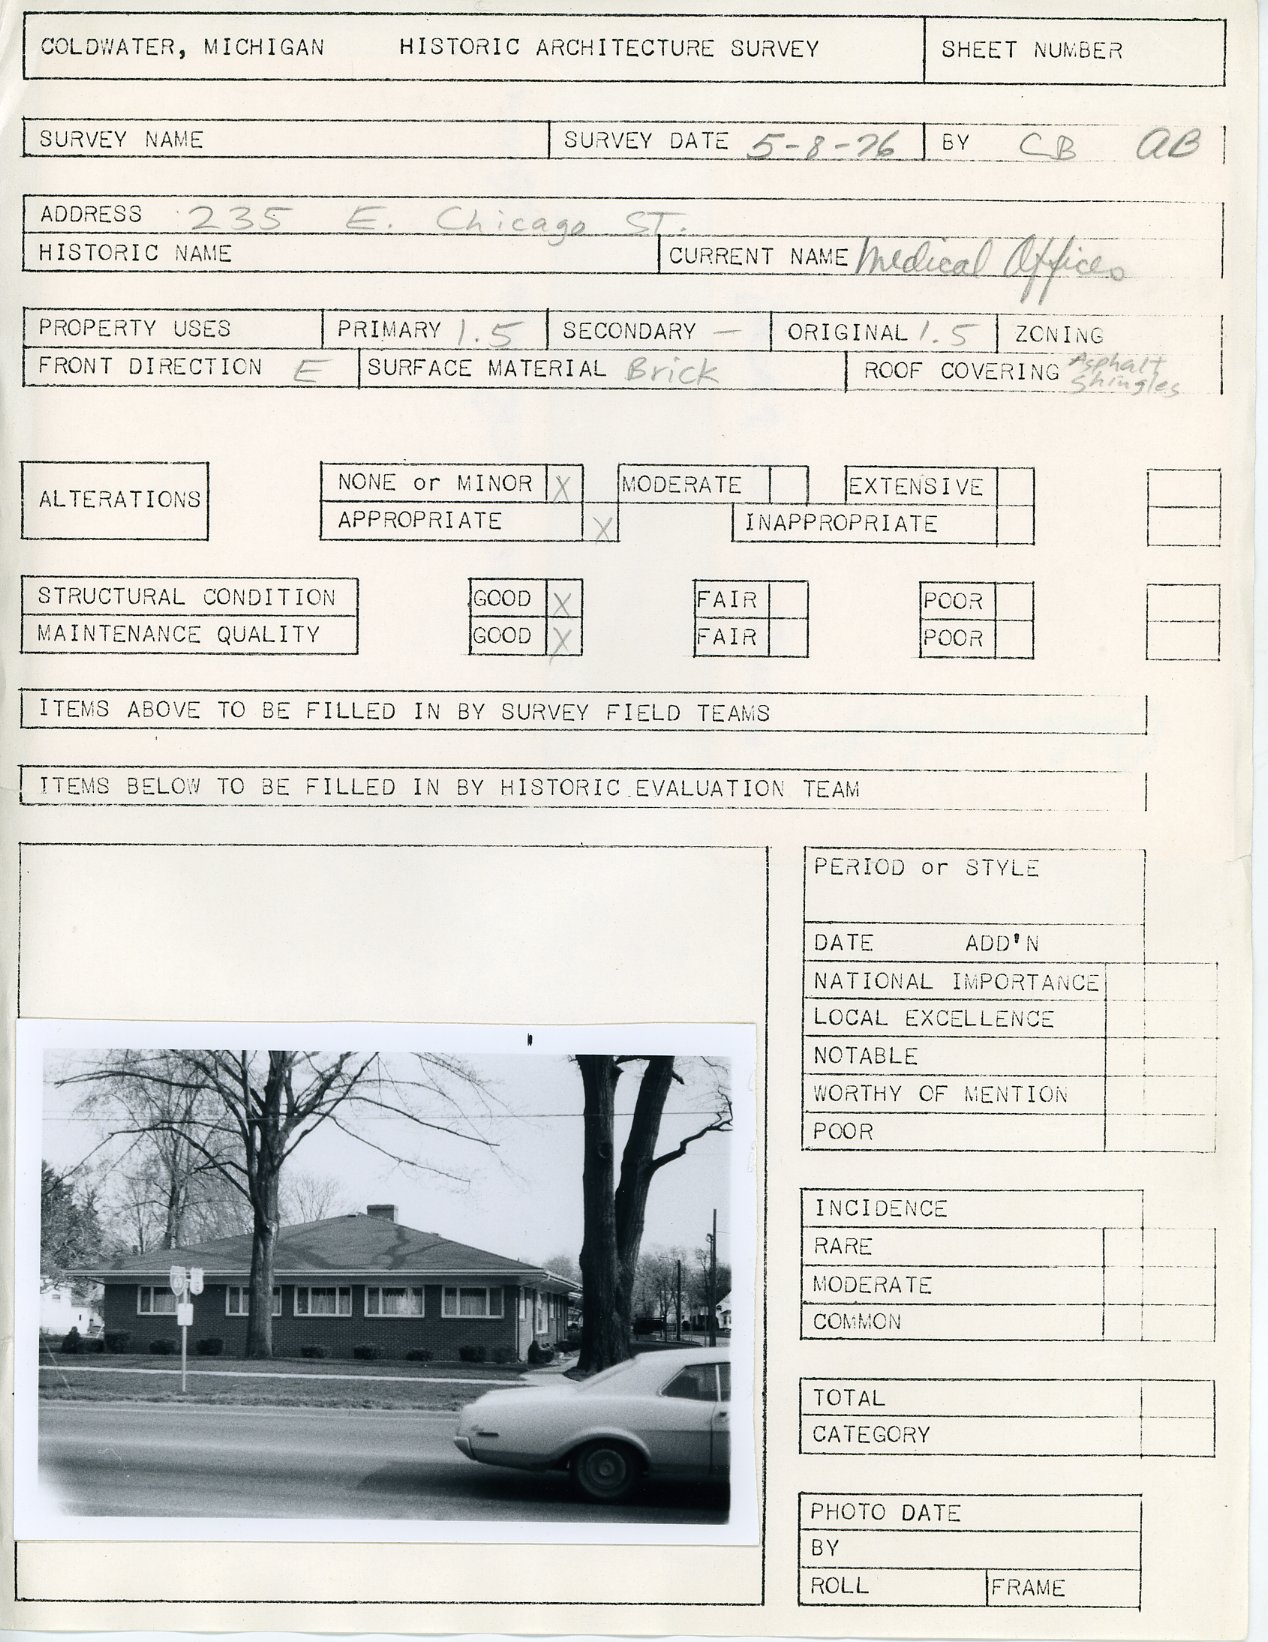 COLDWATER, MICHIGAN HISTORIC ARCHITECTURE SURVEY SHEET NUMBER
SURVEY NAME SURVEY DATE 5-8-76 BY CB AB
ADDRESS 235 E. Chicago ST.
HISTORIC NAME CURRENT NAME Medical Offices
PROPERTY USES PRIMARY 1.5 SECONDARY — ORIGINAL 1.5 ZONING
FRONT DIRECTION E SURFACE MATERIAL Brick ROOF COVERING Asphalt Shingles
ALTERATIONS NONE or MINOR X MODERATE EXTENSIVE
APPROPRIATE X INAPPROPRIATE
STRUCTURAL CONDITION GOOD X FAIR POOR
MAINTENANCE QUALITY GOOD X FAIR POOR
ITEMS ABOVE TO BE FILLED IN BY SURVEY FIELD TEAMS
ITEMS BELOW TO BE FILLED IN BY HISTORIC EVALUATION TEAM
PERIOD or STYLE
DATE ADD'N
NATIONAL IMPORTANCE
LOCAL EXCELLENCE
NOTABLE
WORTHY OF MENTION
POOR
INCIDENCE
RARE
MODERATE
COMMON
TOTAL
CATEGORY
PHOTO DATE
BY
ROLL FRAME